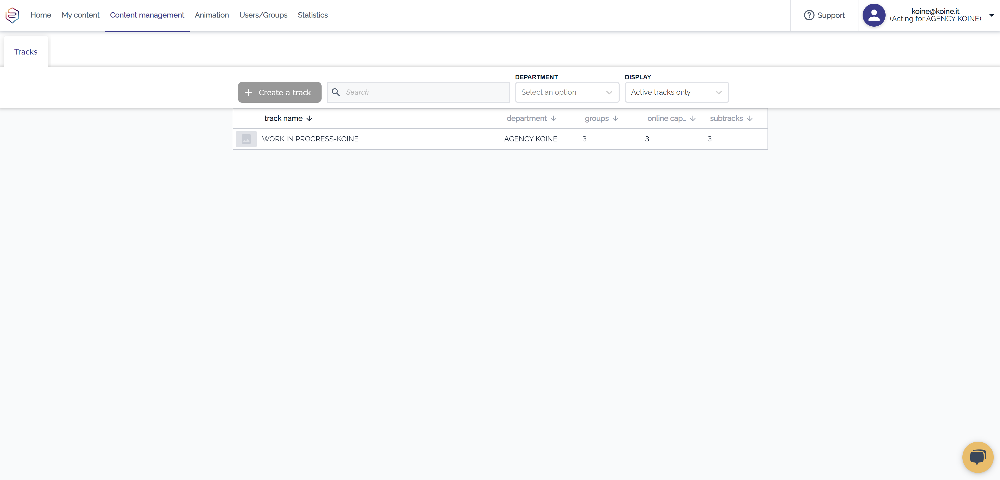 Home My content Content management Animation Users/Groups Statistics Support koine@koine.it
(Acting for AGENCY KOINE)
Tracks
DEPARTMENT DISPLAY
Create a track Search Select an option Active tracks only
track name department groups online cap... subtracks
WORK IN PROGRESS-KOINE AGENCY KOINE 3 3 3